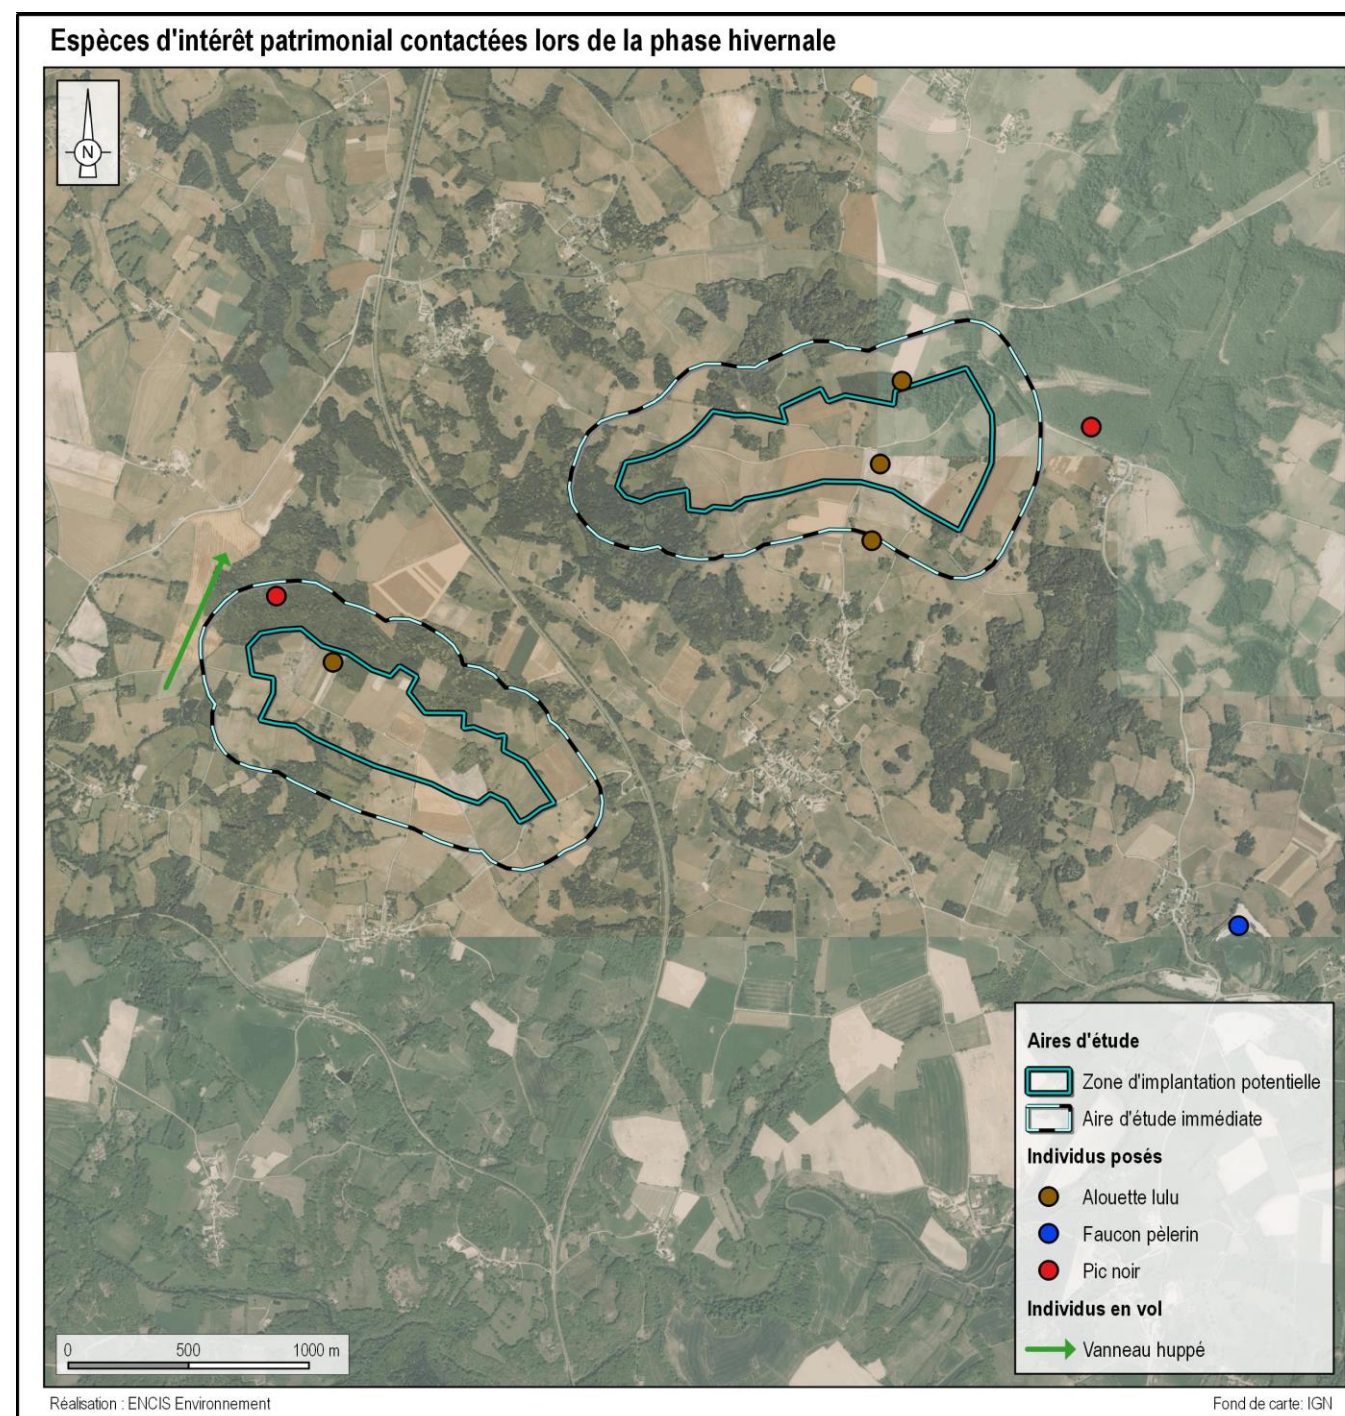 Espèces d'intérêt patrimonial contactées lors de la phase hivernale
N
Aires d'étude
Zone d'implantation potentielle
Aire d'étude immédiate
Individus posés
Alouette lulu
Faucon pèlerin
Pic noir
Individus en vol
Vanneau huppé
0 500 1000 m
Réalisation : ENCIS Environnement Fond de carte: IGN